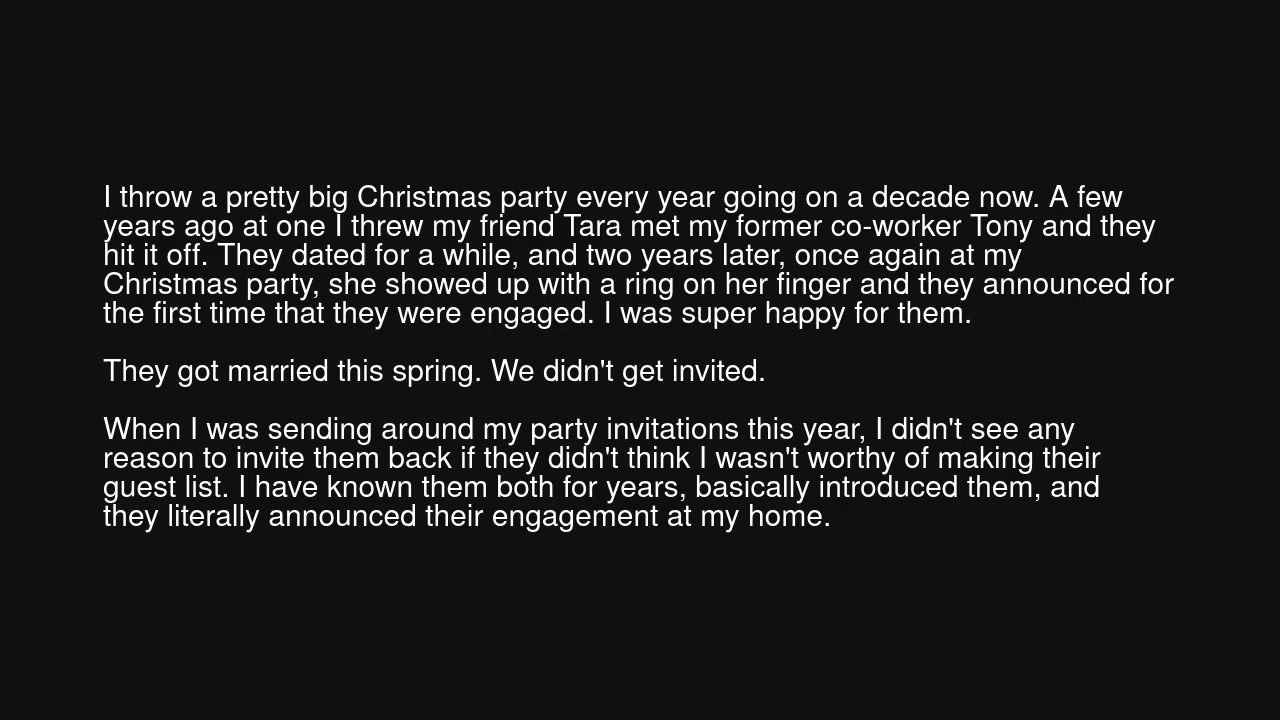 I throw a pretty big Christmas party every year going on a decade now. A few
years ago at one I threw my friend Tara met my former co-worker Tony and they
hit it off. They dated for a while, and two years later, once again at my
Christmas party, she showed up with a ring on her finger and they announced for
the first time that they were engaged. I was super happy for them.
They got married this spring. We didn't get invited.
When I was sending around my party invitations this year, I didn't see any
reason to invite them back if they didn't think I wasn't worthy of making their
guest list. I have known them both for years, basically introduced them, and
they literally announced their engagement at my home.